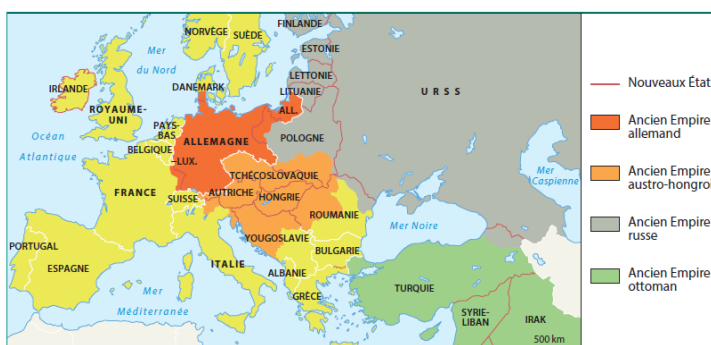 FINLANDE
NORVÈGE
SUÈDE
Mer
du Nord
ESTONIE
LETTONIE
DANEMARK
LITUANIE
URSS
IRLANDE
ROYAUME-
UNI
ALL.
PAYS-
BAS
ALLEMAGNE
POLOGNE
Océan
Atlantique
BELGIQUE
LUX.
TCHÉCOSLOVAQUIE
Mer
Caspienne
FRANCE
AUTRICHE
SUISSE
HONGRIE
ROUMANIE
Mer Noire
YOUGOSLAVIE
BULGARIE
PORTUGAL
ESPAGNE
ITALIE
ALBANIE
GRÈCE
TURQUIE
Mer
Méditerranée
SYRIE-
LIBAN
IRAK
500 km
Nouveaux État
Ancien Empire
allemand
Ancien Empire
austro-hongroi
Ancien Empire
russe
Ancien Empire
ottoman